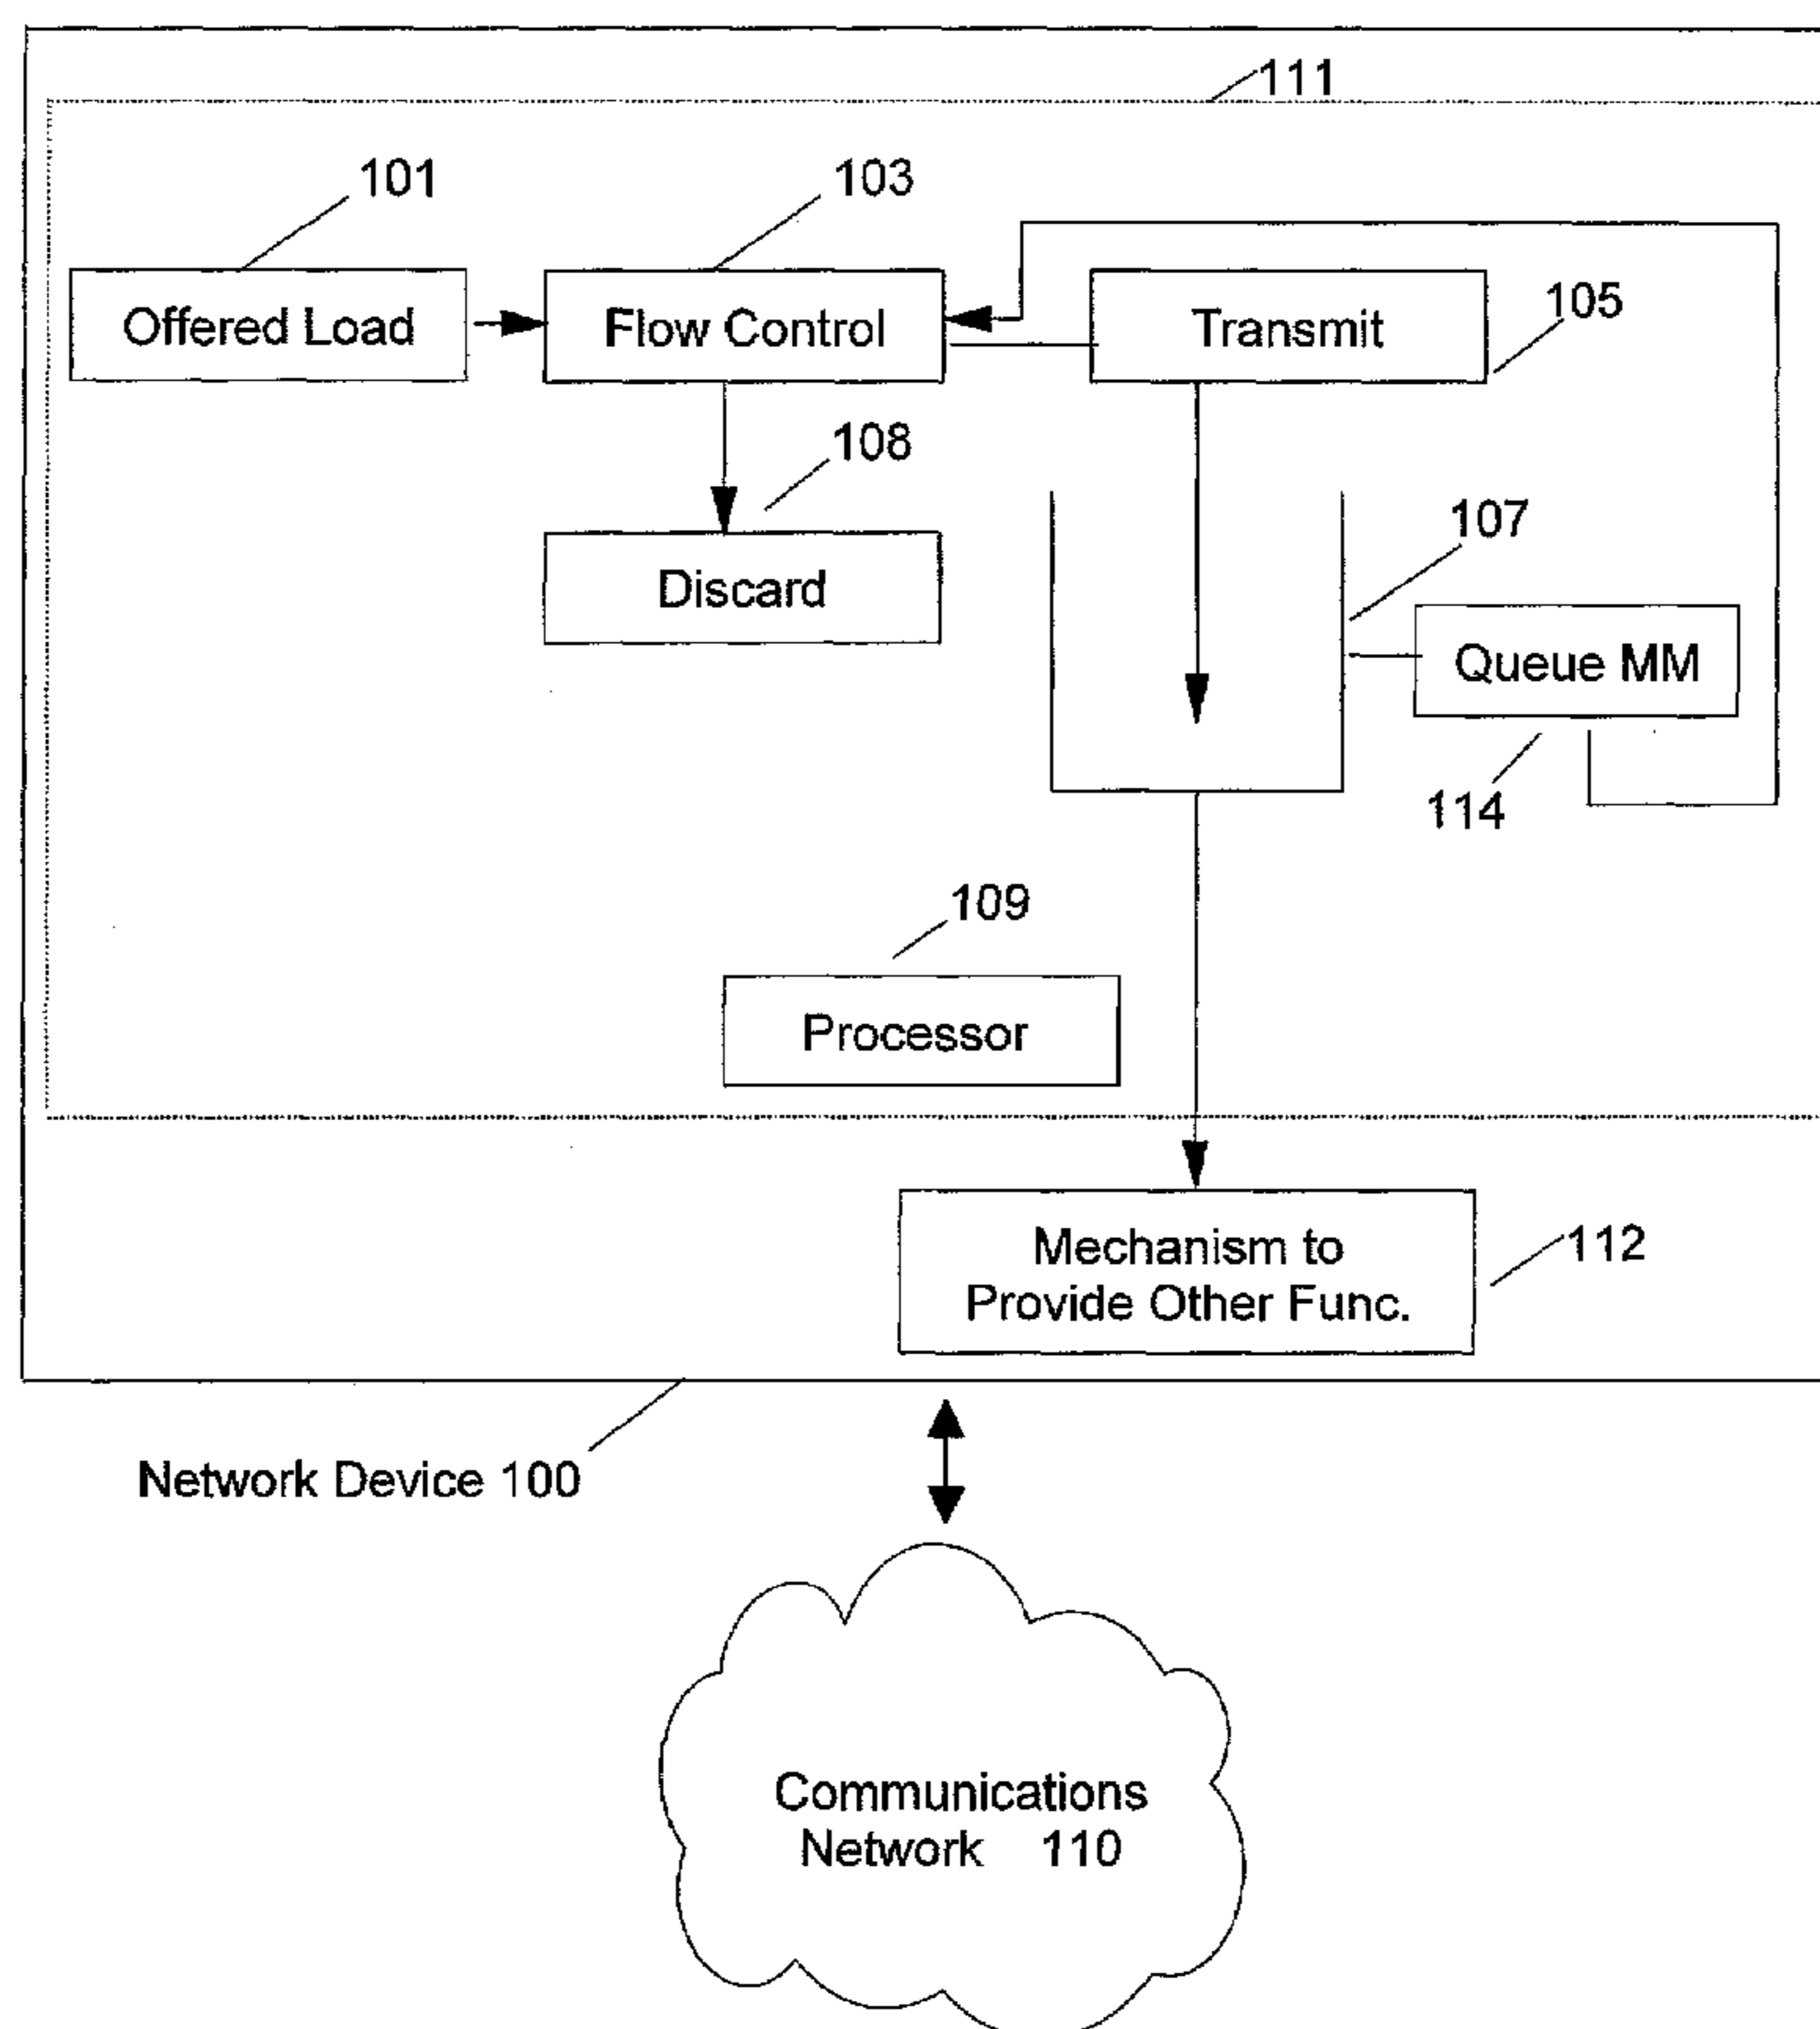 111
101
103
Offered Load
Flow Control
Transmit
105
108
107
Discard
Queue MM
114
109
Processor
Mechanism to
Provide Other Func.
112
Network Device 100
Communications
Network 110